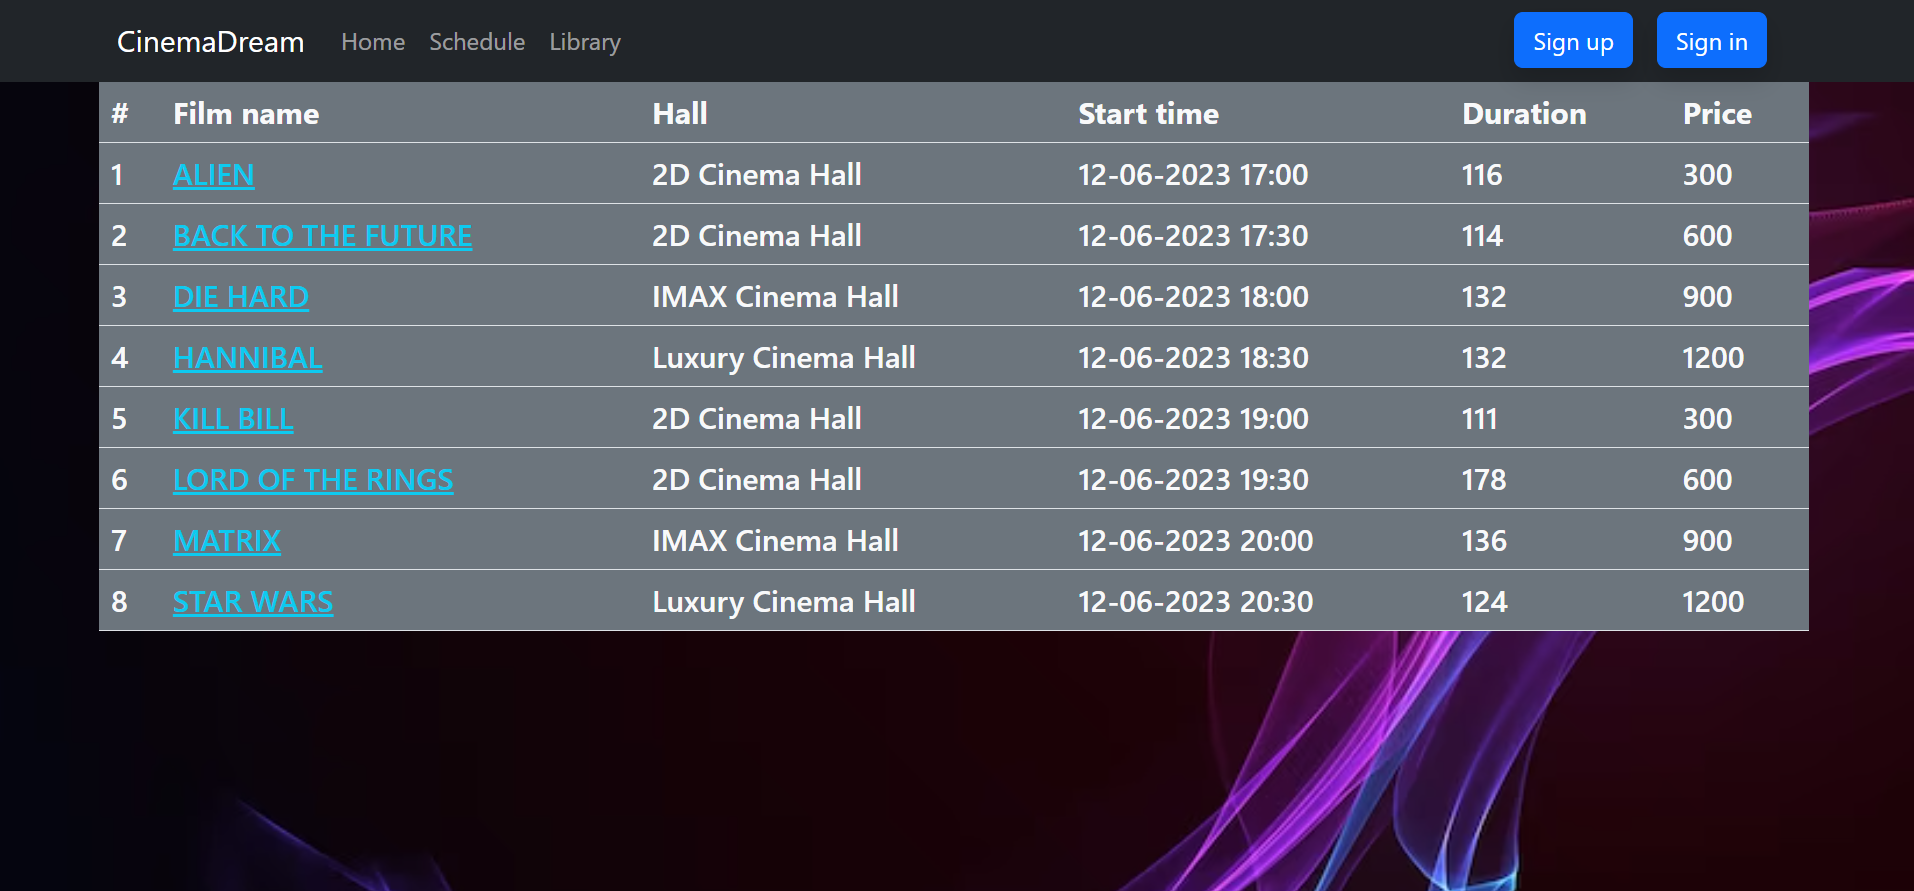 CinemaDream Home Schedule Library Sign up Sign in
# Film name Hall Start time Duration Price
1 ALIEN 2D Cinema Hall 12-06-2023 17:00 116 300
2 BACK TO THE FUTURE 2D Cinema Hall 12-06-2023 17:30 114 600
3 DIE HARD IMAX Cinema Hall 12-06-2023 18:00 132 900
4 HANNIBAL Luxury Cinema Hall 12-06-2023 18:30 132 1200
5 KILL BILL 2D Cinema Hall 12-06-2023 19:00 111 300
6 LORD OF THE RINGS 2D Cinema Hall 12-06-2023 19:30 178 600
7 MATRIX IMAX Cinema Hall 12-06-2023 20:00 136 900
8 STAR WARS Luxury Cinema Hall 12-06-2023 20:30 124 1200